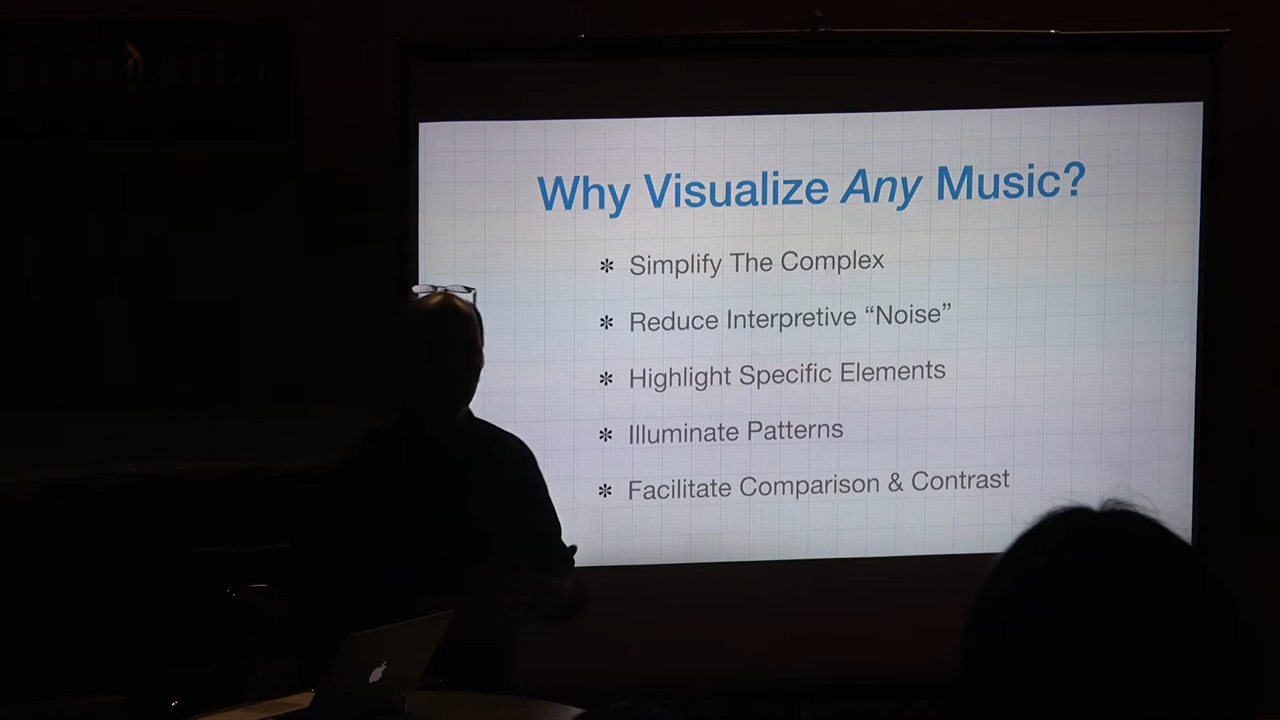 Why Visualize Any Music?
✻ Simplify The Complex
✻ Reduce Interpretive “Noise”
✻ Highlight Specific Elements
✻ Illuminate Patterns
✻ Facilitate Comparison & Contrast